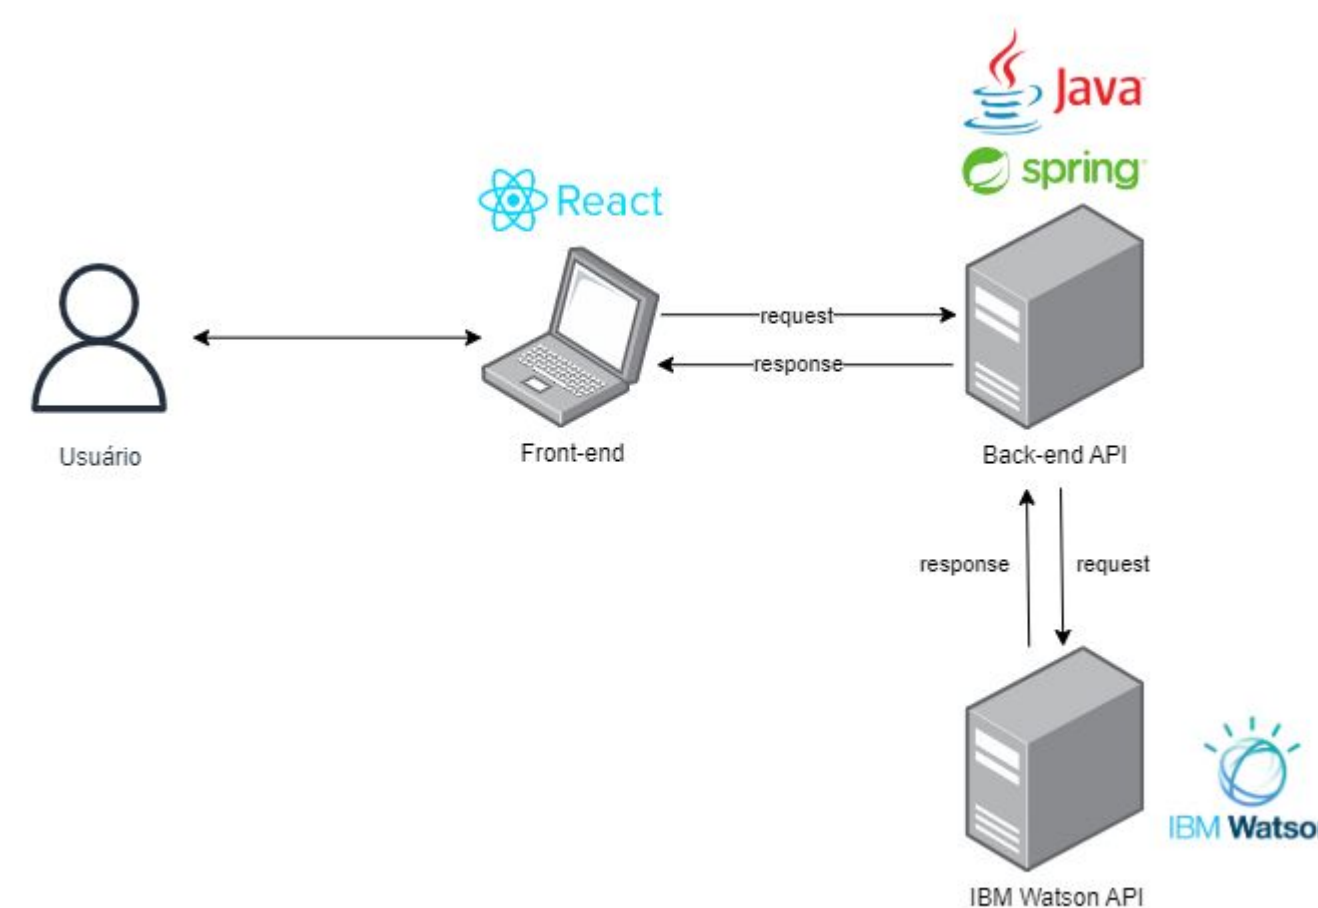 Java
spring
React
request
response
Usuário
Front-end
Back-end API
response
request
IBM Watso
IBM Watson API